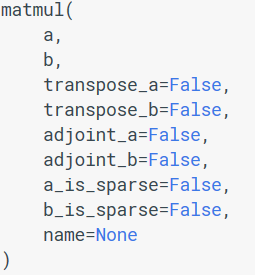 matmul(
    a,
    b,
    transpose_a=False,
    transpose_b=False,
    adjoint_a=False,
    adjoint_b=False,
    a_is_sparse=False,
    b_is_sparse=False,
    name=None
)